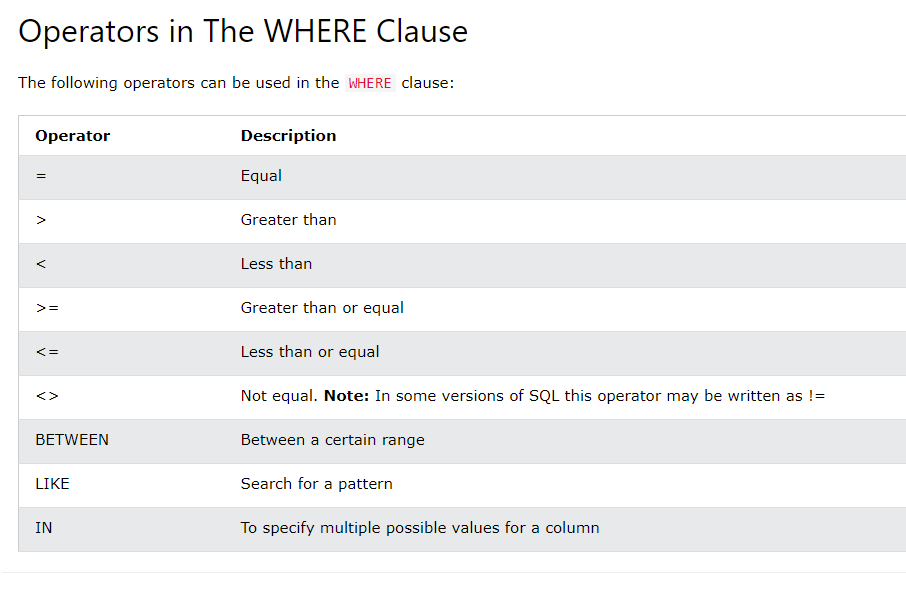 Operators in The WHERE Clause
The following operators can be used in the WHERE clause:
Operator Description
= Equal
> Greater than
< Less than
>= Greater than or equal
<= Less than or equal
<> Not equal. Note: In some versions of SQL this operator may be written as !=
BETWEEN Between a certain range
LIKE Search for a pattern
IN To specify multiple possible values for a column